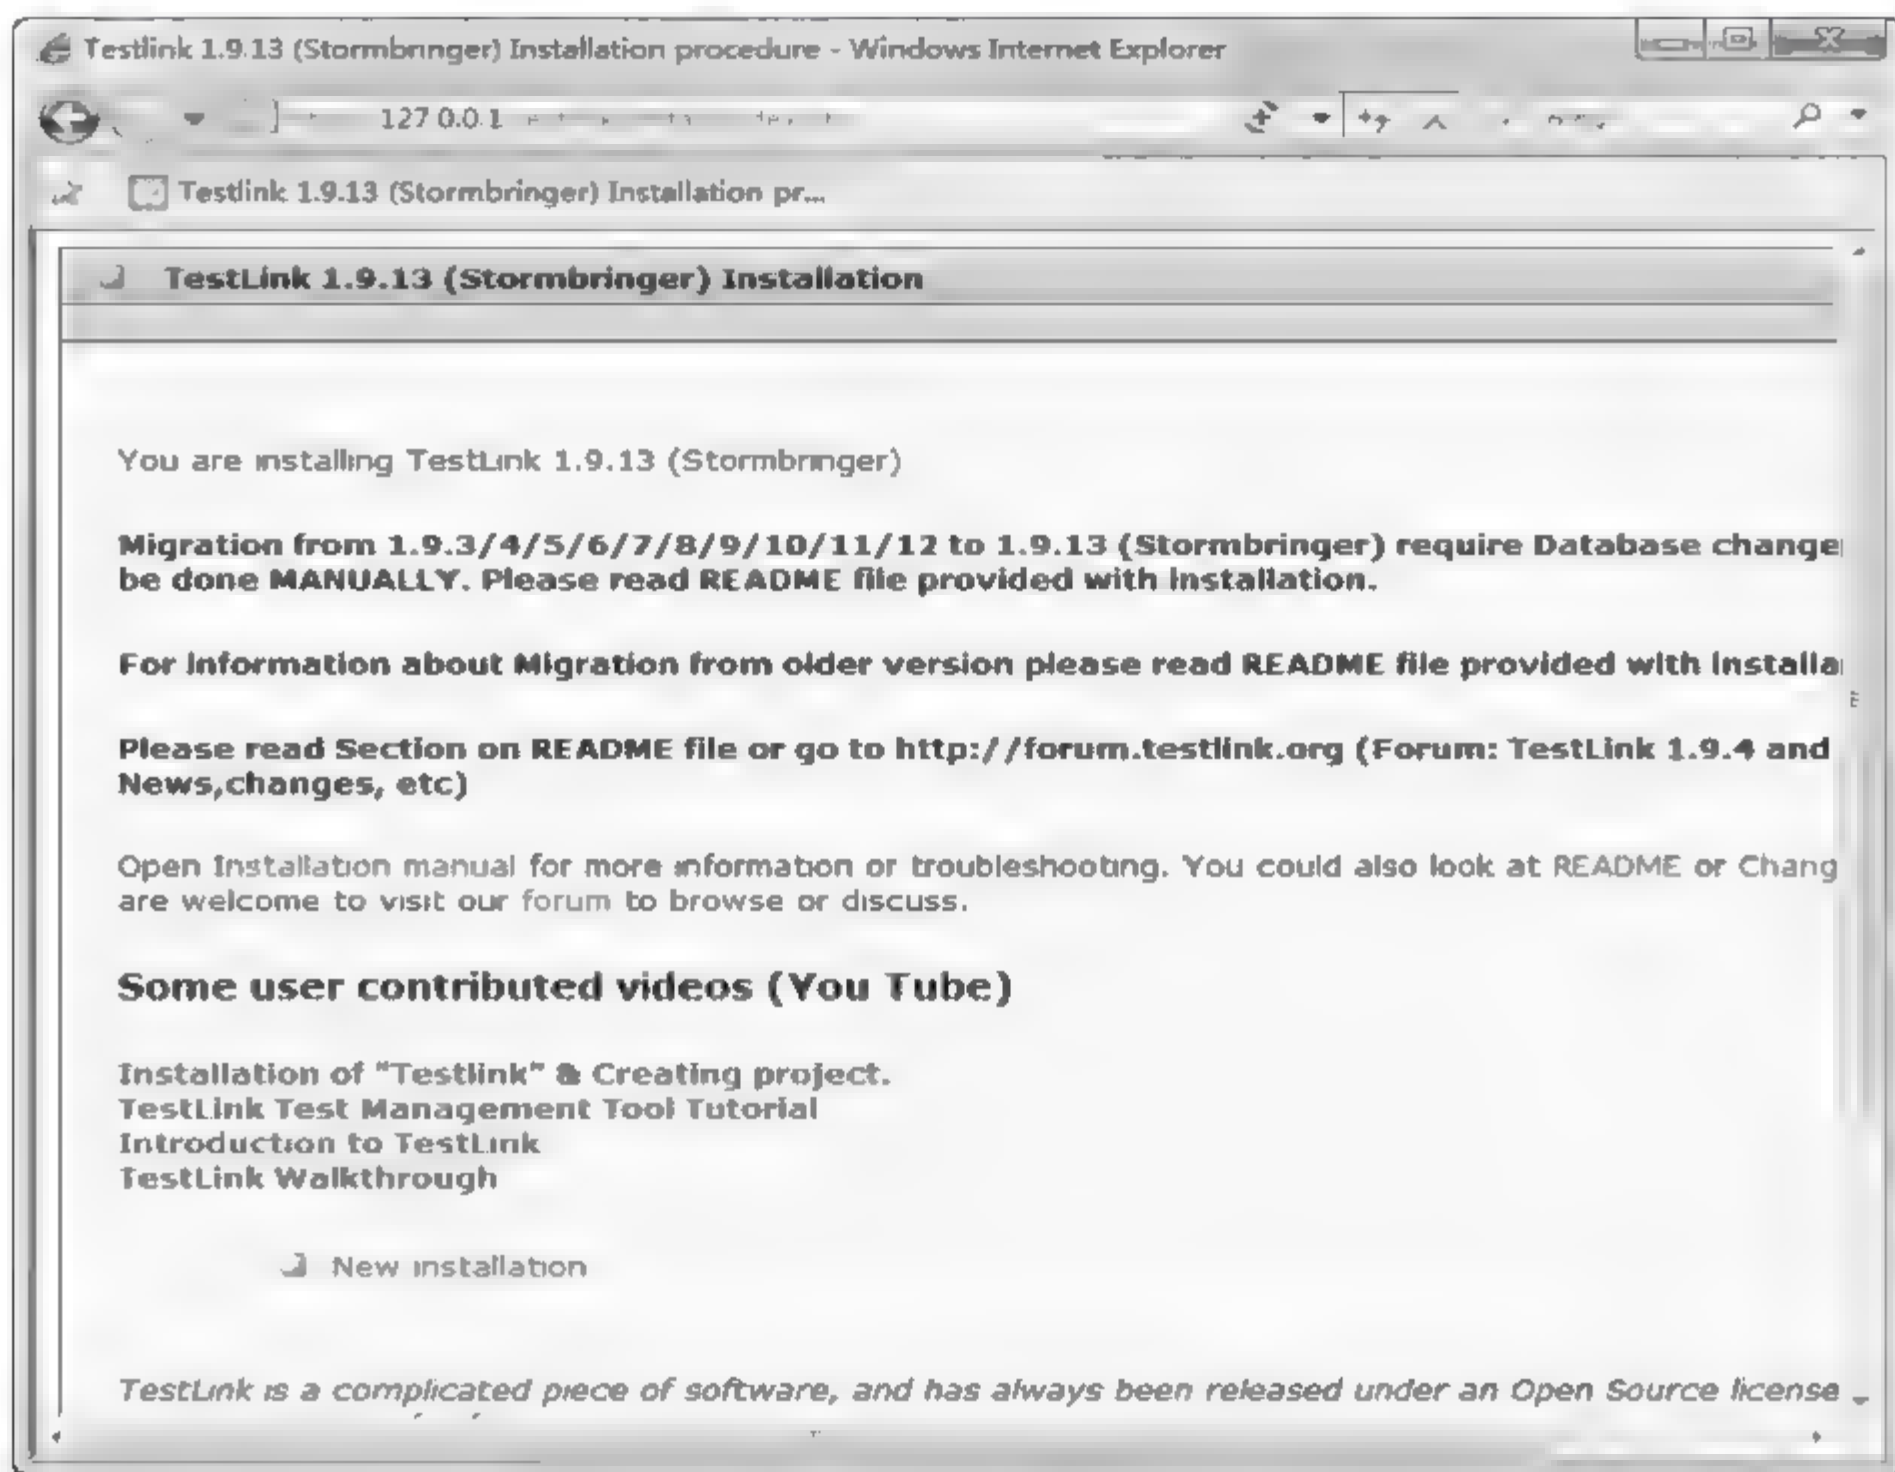 Testlink 1.9.13 (Stormbringer) Installation procedure - Windows Internet Explorer
127.0.0.1
Testlink 1.9.13 (Stormbringer) Installation pr...
TestLink 1.9.13 (Stormbringer) Installation
You are installing TestLink 1.9.13 (Stormbringer)
Migration from 1.9.3/4/5/6/7/8/9/10/11/12 to 1.9.13 (Stormbringer) require Database change
be done MANUALLY. Please read README file provided with installation.
For information about Migration from older version please read README file provided with installa
Please read Section on README file or go to http://forum.testlink.org (Forum: TestLink 1.9.4 and
News,changes, etc)
Open Installation manual for more information or troubleshooting. You could also look at README or Chang
are welcome to visit our forum to browse or discuss.
Some user contributed videos (You Tube)
Installation of "Testlink" & Creating project.
TestLink Test Management Tool Tutorial
Introduction to TestLink
TestLink Walkthrough
New installation
TestLink is a complicated piece of software, and has always been released under an Open Source license